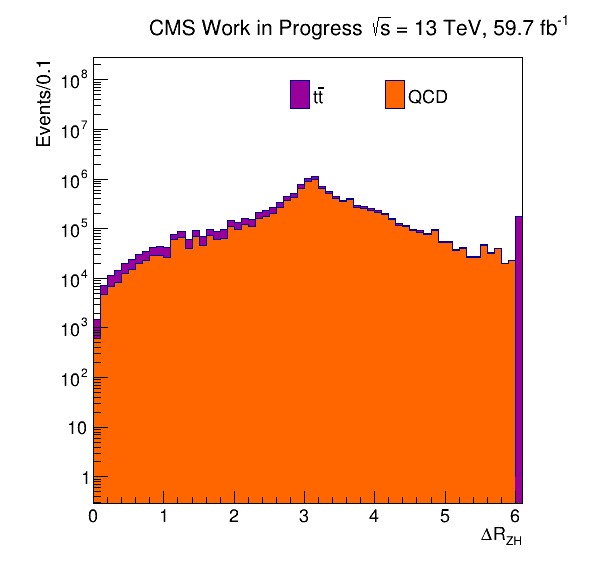 CMS Work in Progress √s = 13 TeV, 59.7 fb⁻¹
Events/0.1
tt̄ QCD
10⁸
10⁷
10⁶
10⁵
10⁴
10³
10²
10
1
0 1 2 3 4 5 6
ΔR_ZH